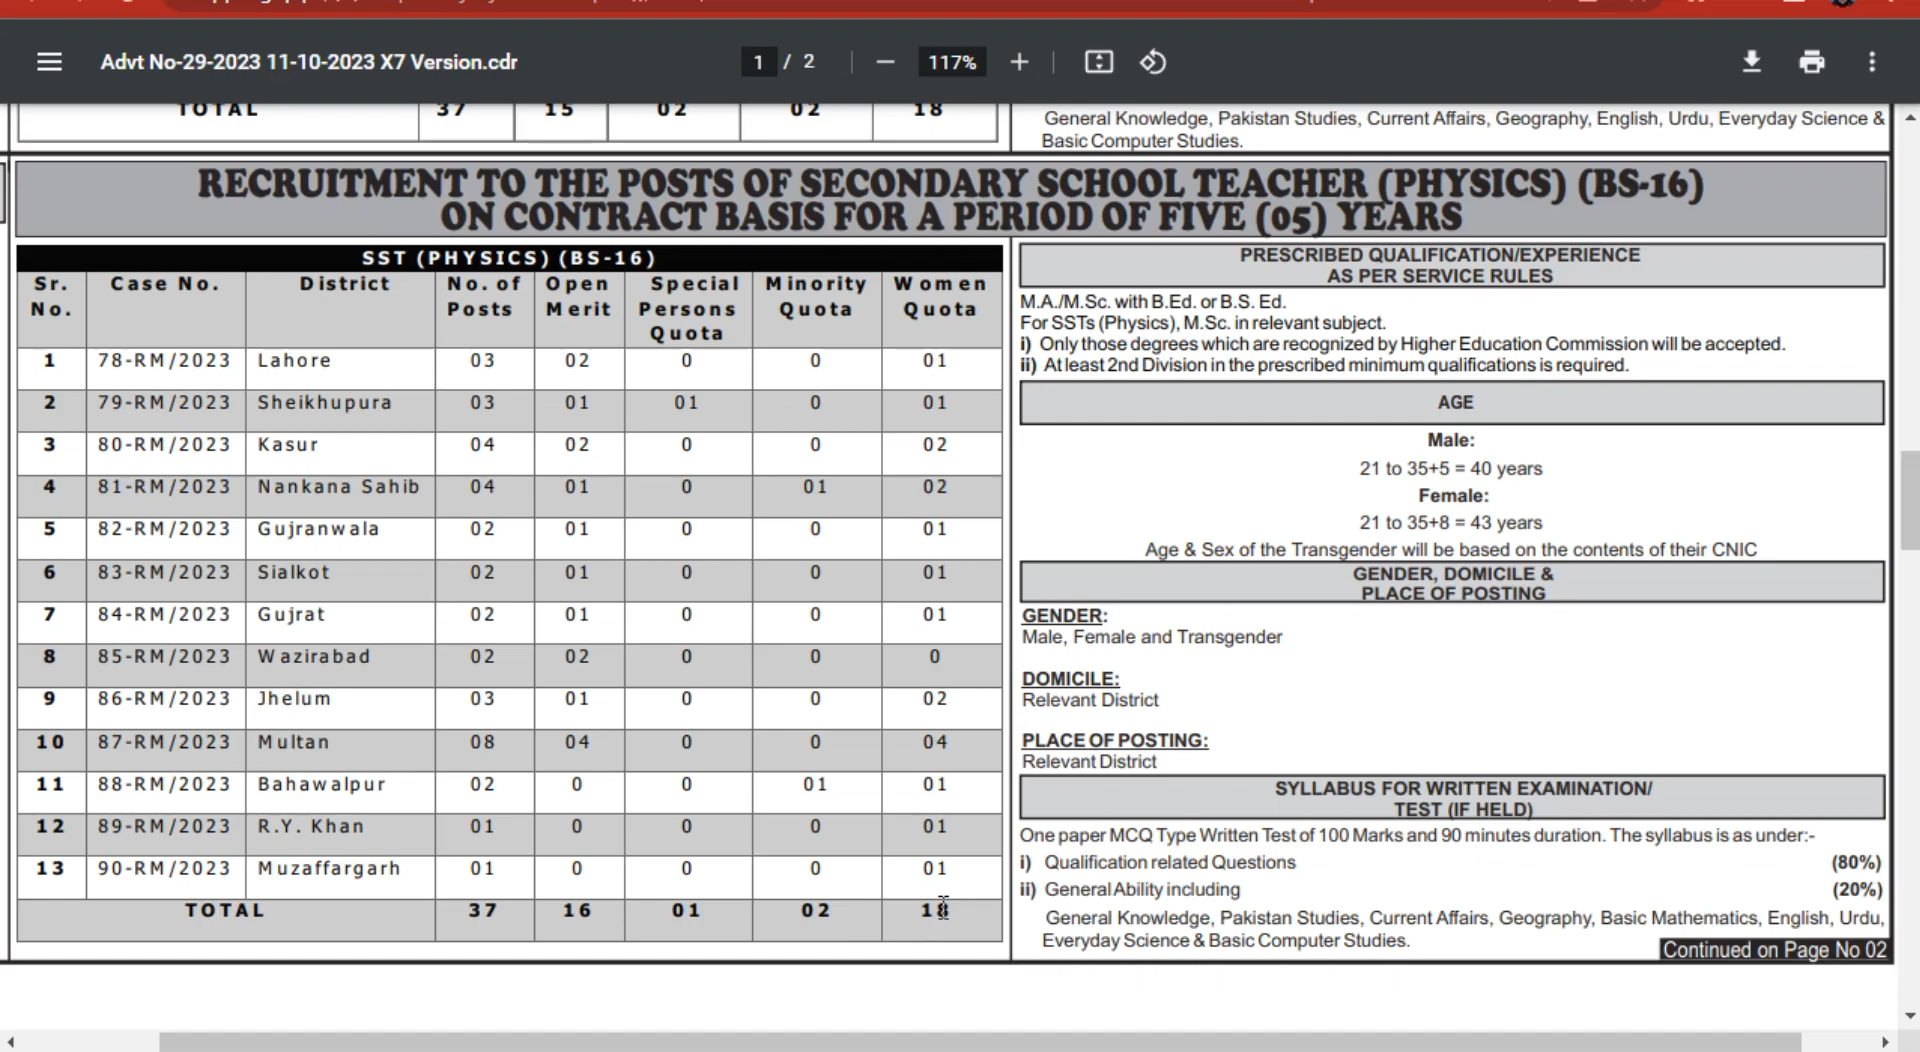 Advt No-29-2023 11-10-2023 X7 Version.cdr 1 / 2 117%
TOTAL 37 15 02 02 18
General Knowledge, Pakistan Studies, Current Affairs, Geography, English, Urdu, Everyday Science &
Basic Computer Studies.
RECRUITMENT TO THE POSTS OF SECONDARY SCHOOL TEACHER (PHYSICS) (BS-16)
ON CONTRACT BASIS FOR A PERIOD OF FIVE (05) YEARS
SST (PHYSICS) (BS-16)
Sr. No. Case No. District No. of Posts Open Merit Special Persons Quota Minority Quota Women Quota
1 78-RM/2023 Lahore 03 02 0 0 01
2 79-RM/2023 Sheikhupura 03 01 01 0 01
3 80-RM/2023 Kasur 04 02 0 0 02
4 81-RM/2023 Nankana Sahib 04 01 0 01 02
5 82-RM/2023 Gujranwala 02 01 0 0 01
6 83-RM/2023 Sialkot 02 01 0 0 01
7 84-RM/2023 Gujrat 02 01 0 0 01
8 85-RM/2023 Wazirabad 02 02 0 0 0
9 86-RM/2023 Jhelum 03 01 0 0 02
10 87-RM/2023 Multan 08 04 0 0 04
11 88-RM/2023 Bahawalpur 02 0 0 01 01
12 89-RM/2023 R.Y. Khan 01 0 0 0 01
13 90-RM/2023 Muzaffargarh 01 0 0 0 01
TOTAL 37 16 01 02 18
PRESCRIBED QUALIFICATION/EXPERIENCE
AS PER SERVICE RULES
M.A./M.Sc. with B.Ed. or B.S. Ed.
For SSTs (Physics), M.Sc. in relevant subject.
i) Only those degrees which are recognized by Higher Education Commission will be accepted.
ii) At least 2nd Division in the prescribed minimum qualifications is required.
AGE
Male:
21 to 35+5 = 40 years
Female:
21 to 35+8 = 43 years
Age & Sex of the Transgender will be based on the contents of their CNIC
GENDER, DOMICILE &
PLACE OF POSTING
GENDER:
Male, Female and Transgender
DOMICILE:
Relevant District
PLACE OF POSTING:
Relevant District
SYLLABUS FOR WRITTEN EXAMINATION/
TEST (IF HELD)
One paper MCQ Type Written Test of 100 Marks and 90 minutes duration. The syllabus is as under:-
i) Qualification related Questions (80%)
ii) General Ability including (20%)
General Knowledge, Pakistan Studies, Current Affairs, Geography, Basic Mathematics, English, Urdu,
Everyday Science & Basic Computer Studies.
Continued on Page No 02